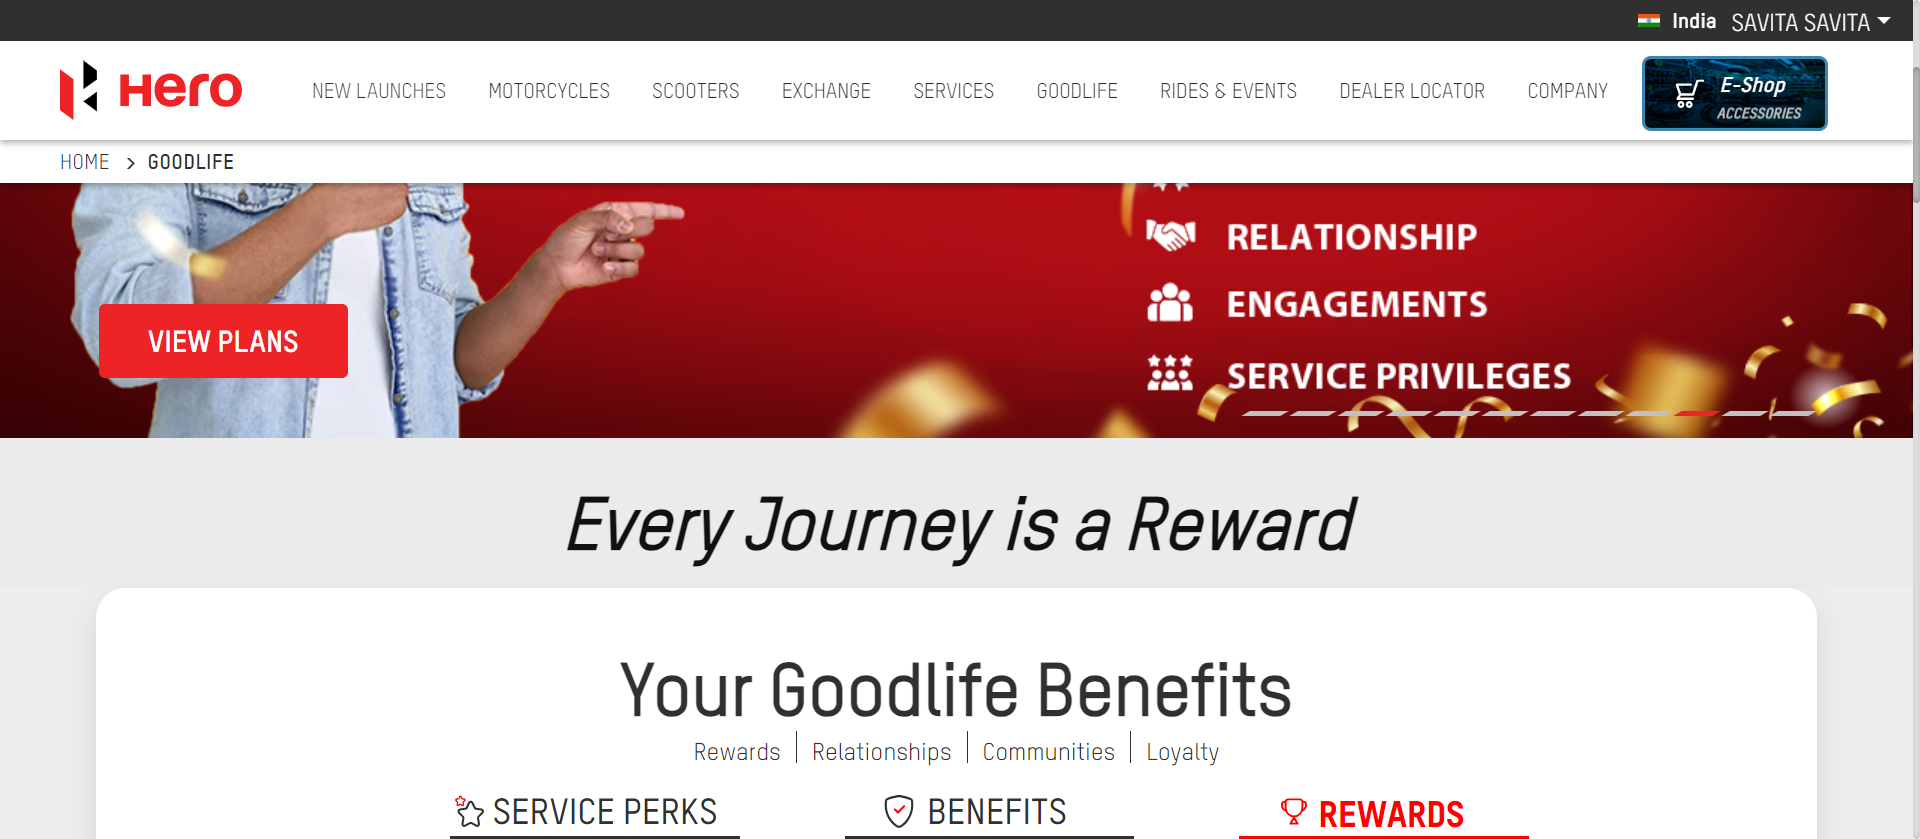 India SAVITA SAVITA
Hero
NEW LAUNCHES MOTORCYCLES SCOOTERS EXCHANGE SERVICES GOODLIFE RIDES & EVENTS DEALER LOCATOR COMPANY
E-Shop
ACCESSORIES
HOME > GOODLIFE
RELATIONSHIP
ENGAGEMENTS
VIEW PLANS
SERVICE PRIVILEGES
Every Journey is a Reward
Your Goodlife Benefits
Rewards | Relationships | Communities | Loyalty
SERVICE PERKS BENEFITS REWARDS